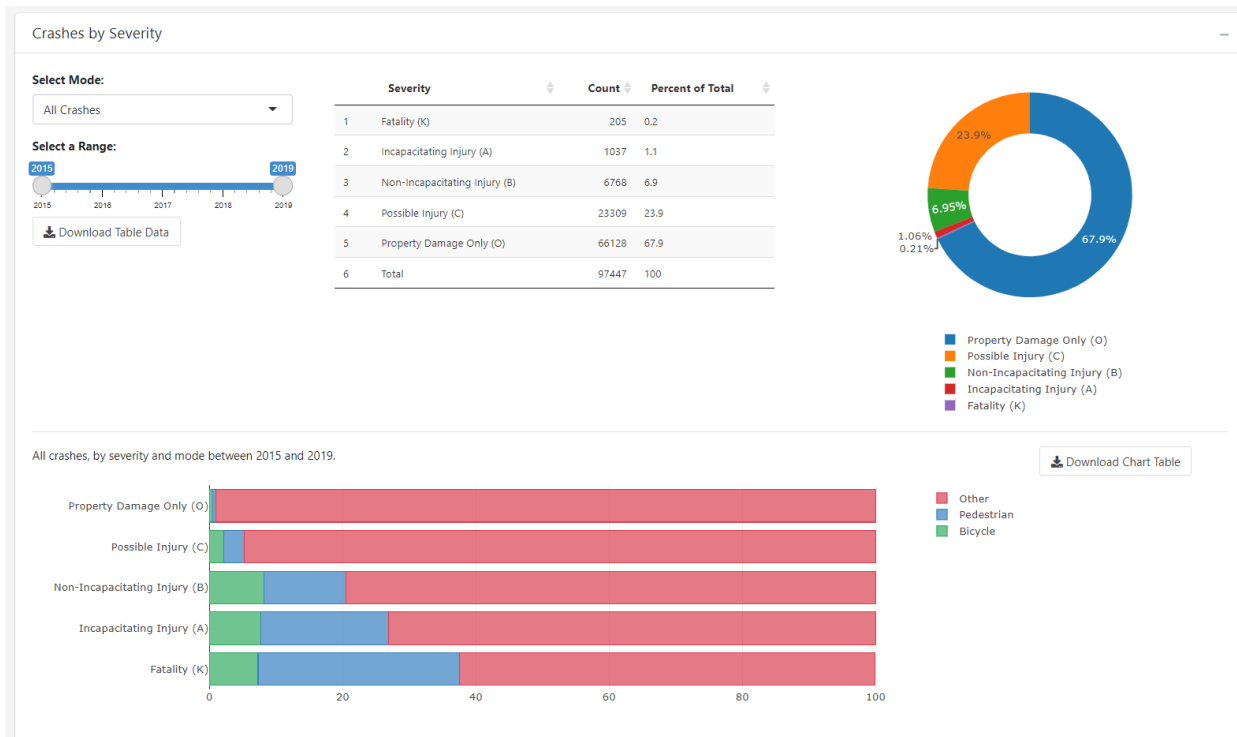 Crashes by Severity
Select Mode:
All Crashes
Select a Range:
2015 2019
2015 2016 2017 2018 2019
Download Table Data
Severity Count Percent of Total
1 Fatality (K) 205 0.2
2 Incapacitating Injury (A) 1037 1.1
3 Non-Incapacitating Injury (B) 6768 6.9
4 Possible Injury (C) 23309 23.9
5 Property Damage Only (O) 66128 67.9
6 Total 97447 100
23.9%
6.95%
1.06%
0.21%
67.9%
Property Damage Only (O)
Possible Injury (C)
Non-Incapacitating Injury (B)
Incapacitating Injury (A)
Fatality (K)
All crashes, by severity and mode between 2015 and 2019.
Download Chart Table
Property Damage Only (O)
Possible Injury (C)
Non-Incapacitating Injury (B)
Incapacitating Injury (A)
Fatality (K)
0 20 40 60 80 100
Other
Pedestrian
Bicycle